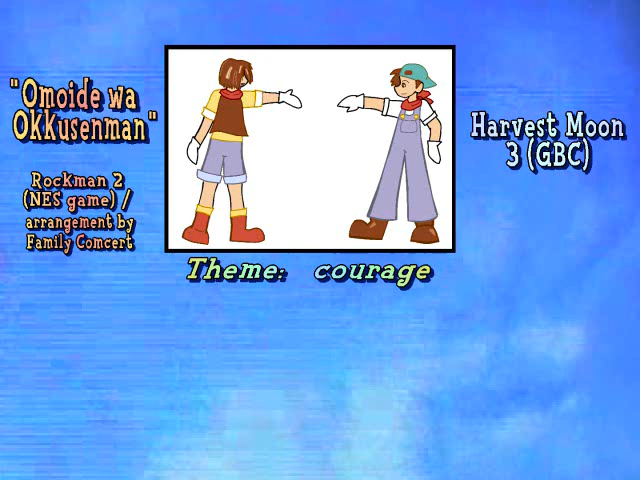 "Omoide wa
Okkusenman"
Rockman 2
(NES game) /
arrangement by
Family Comcert
Harvest Moon
3 (GBC)
Theme: courage